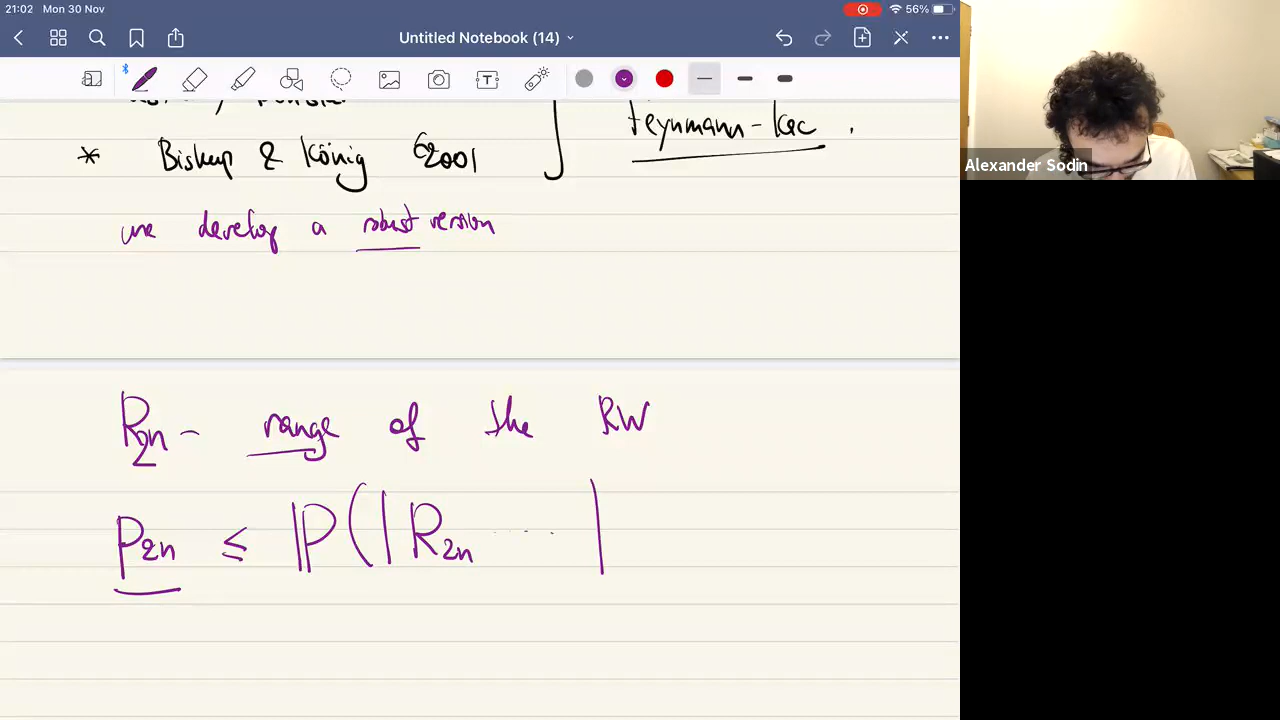 21:02 Mon 30 Nov
56%
Untitled Notebook (14)
Feynmann - Kac .
* Biskup & König 2001
we develop a robust version
R2n - range of the RW
P2n ≤ ℙ(| R2n ..... |
Alexander Sodin